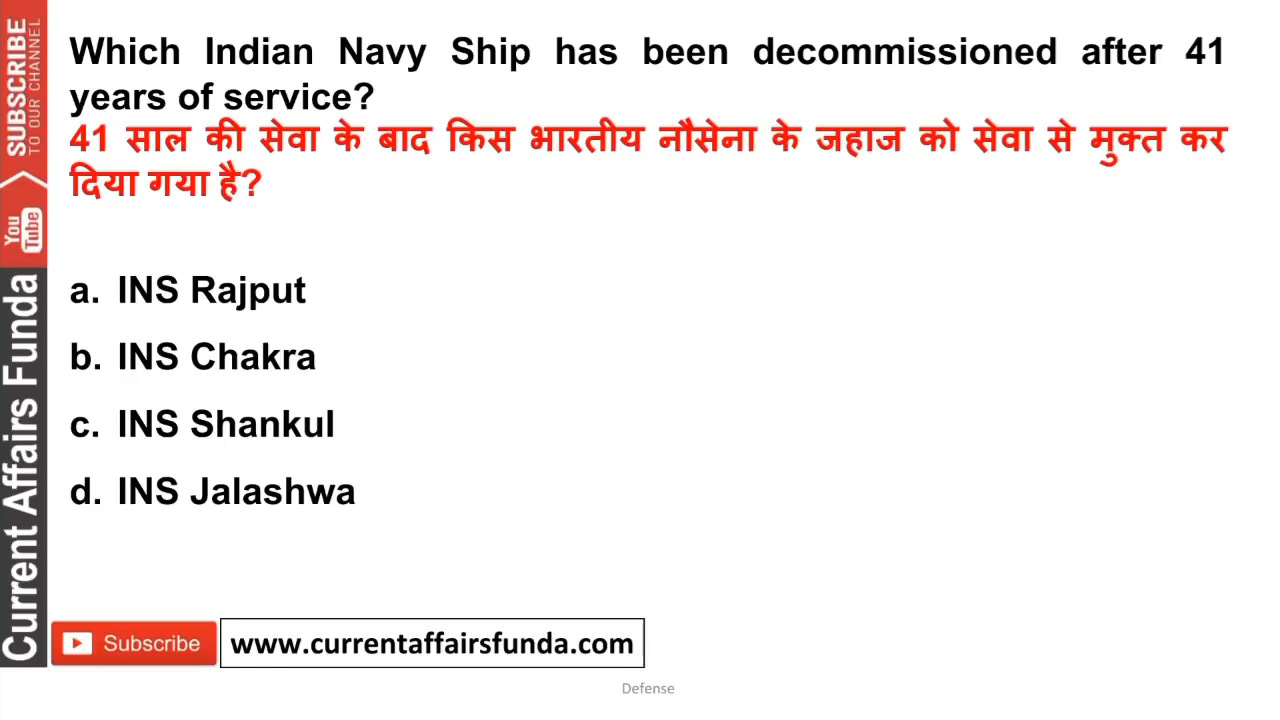 Which Indian Navy Ship has been decommissioned after 41
years of service?
41 साल की सेवा के बाद किस भारतीय नौसेना के जहाज को सेवा से मुक्त कर
दिया गया है?
a. INS Rajput
b. INS Chakra
c. INS Shankul
d. INS Jalashwa
SUBSCRIBE
TO OUR CHANNEL
You
Tube
Current Affairs Funda
Subscribe
www.currentaffairsfunda.com
Defense